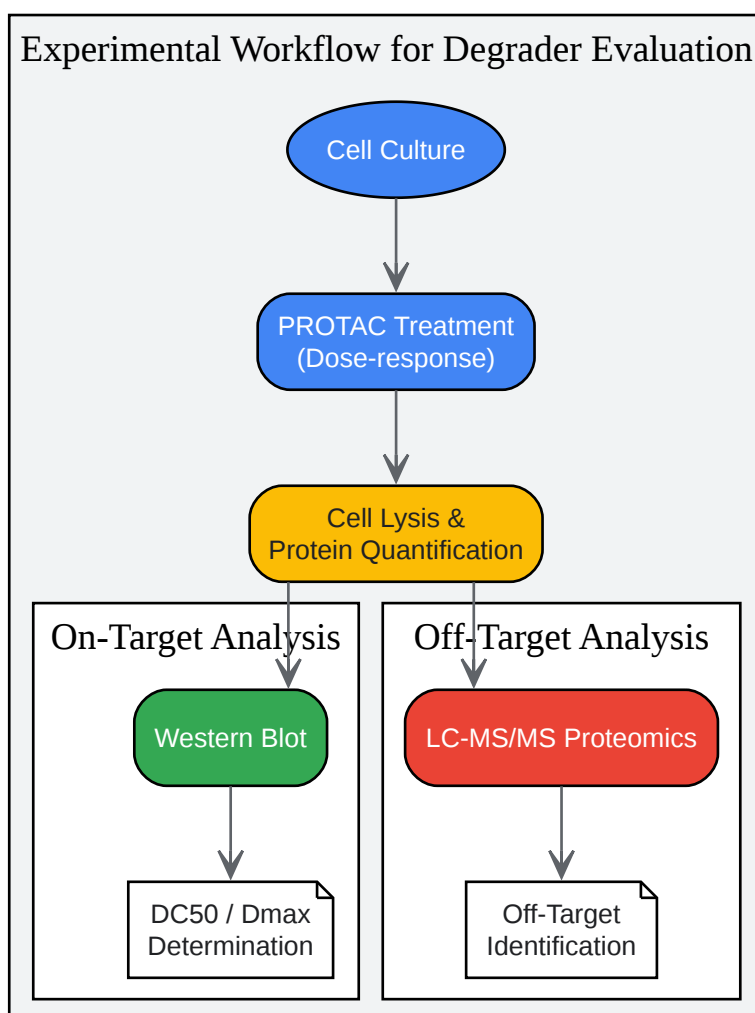 Experimental Workflow for Degrader Evaluation
Cell Culture
PROTAC Treatment
(Dose-response)
Cell Lysis &
Protein Quantification
On-Target Analysis
Western Blot
DC50 / Dmax
Determination
Off-Target Analysis
LC-MS/MS Proteomics
Off-Target
Identification